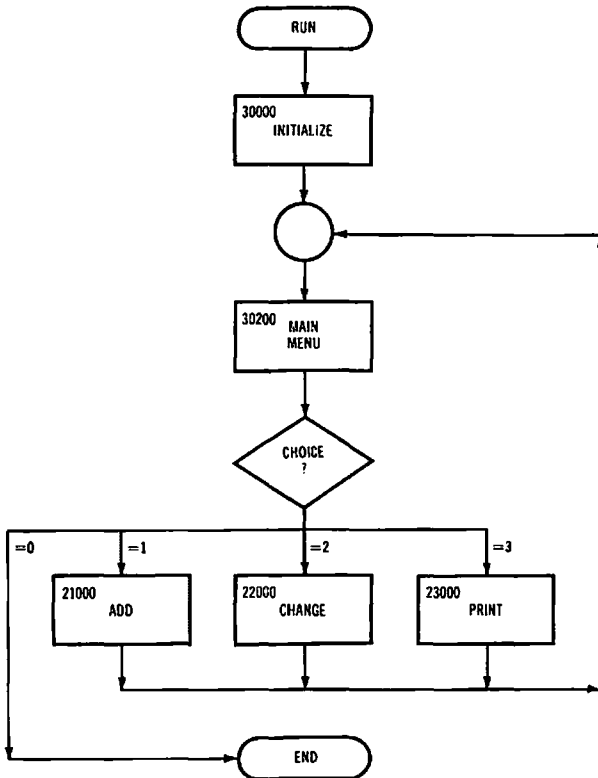 RUN
30000
INITIALIZE
30200
MAIN
MENU
CHOICE
?
=0
=1
=2
=3
21000
ADD
22000
CHANGE
23000
PRINT
END